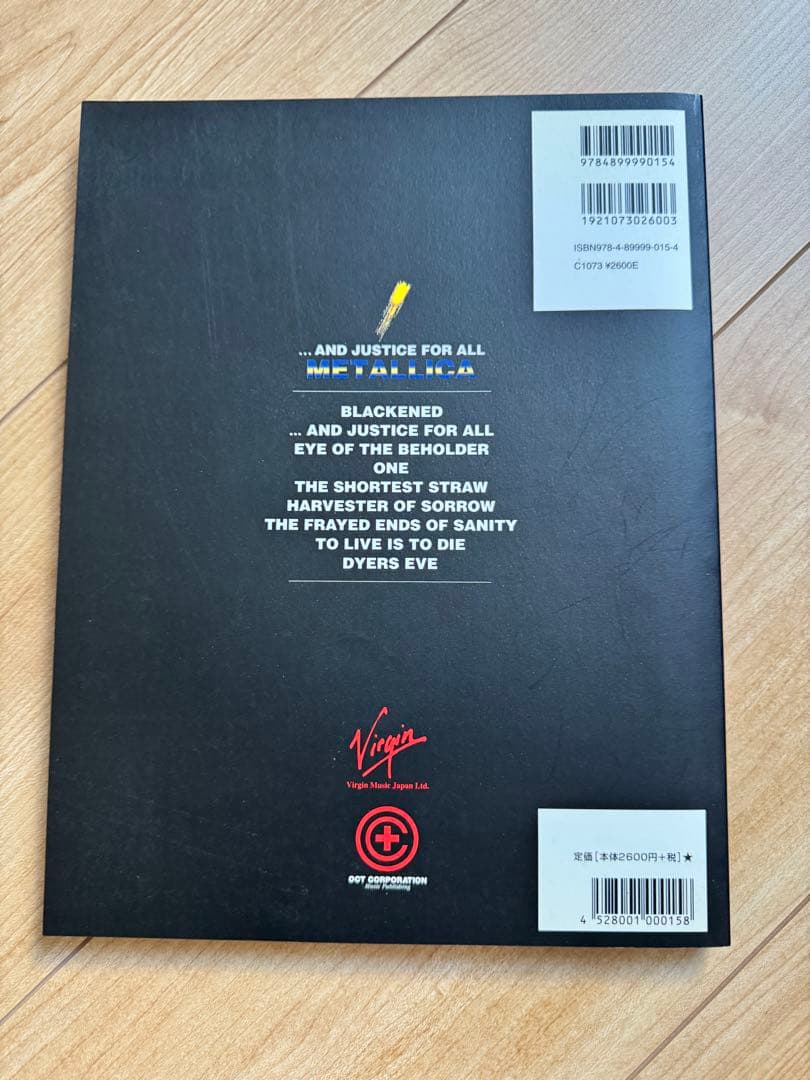 9784899990154
1921073026003
ISBN978-4-89999-015-4
C1073 ¥2600E
... AND JUSTICE FOR ALL
METALLICA
BLACKENED
... AND JUSTICE FOR ALL
EYE OF THE BEHOLDER
ONE
THE SHORTEST STRAW
HARVESTER OF SORROW
THE FRAYED ENDS OF SANITY
TO LIVE IS TO DIE
DYERS EVE
Virgin
Virgin Music Japan Ltd.
OCT CORPORATION
Music Publishing
定価[本体2600円+税]★
4 528001 000158